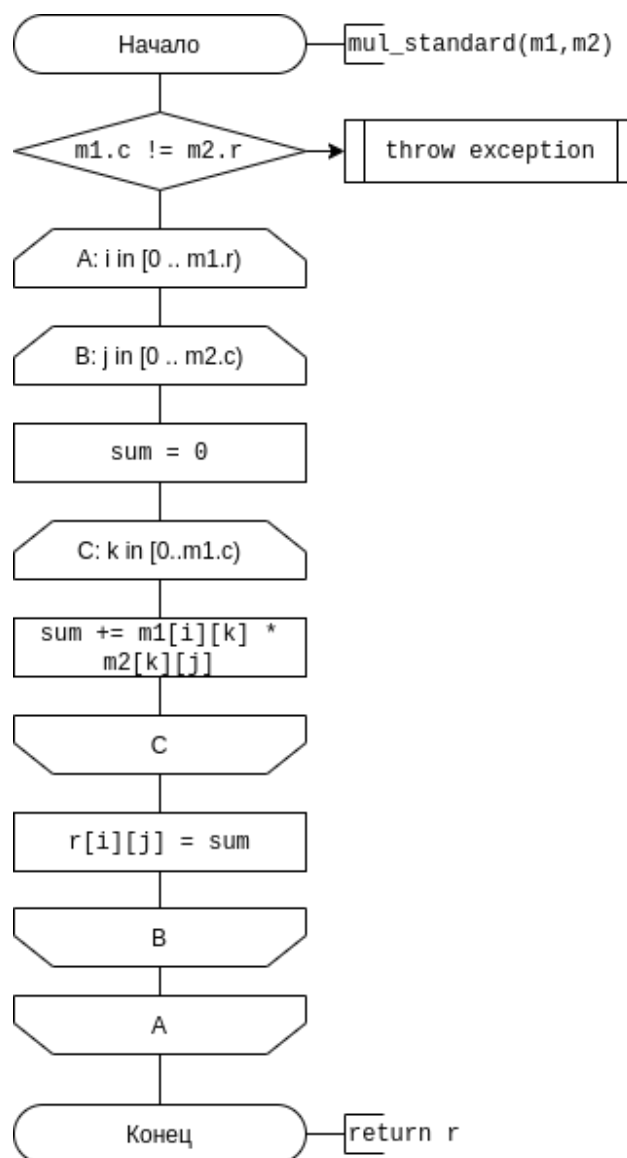 Начало
mul_standard(m1,m2)
m1.c != m2.r
throw exception
A: i in [0 .. m1.r)
B: j in [0 .. m2.c)
sum = 0
C: k in [0..m1.c)
sum += m1[i][k] *
m2[k][j]
C
r[i][j] = sum
B
A
Конец
return r